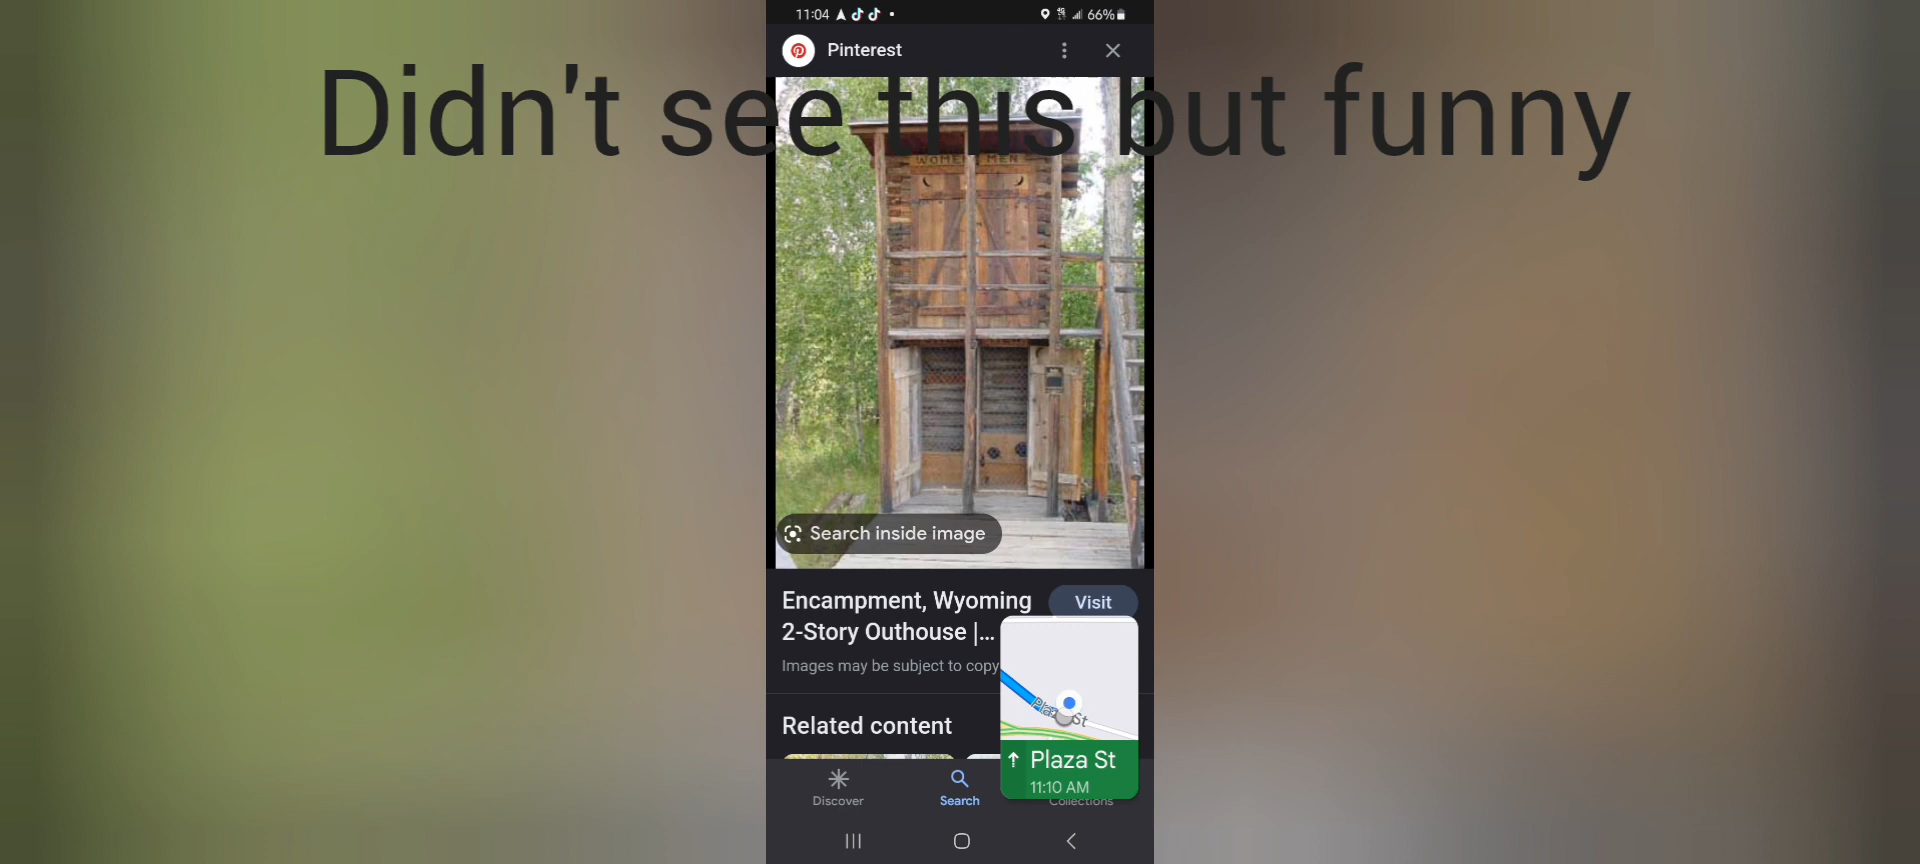 11:04
4G
66%
Pinterest
Didn't see this but funny
WOMEN MEN
Search inside image
Encampment, Wyoming
2-Story Outhouse |...
Visit
Images may be subject to copy
Plaza St
Related content
Plaza St
11:10 AM
Discover
Search
Collections